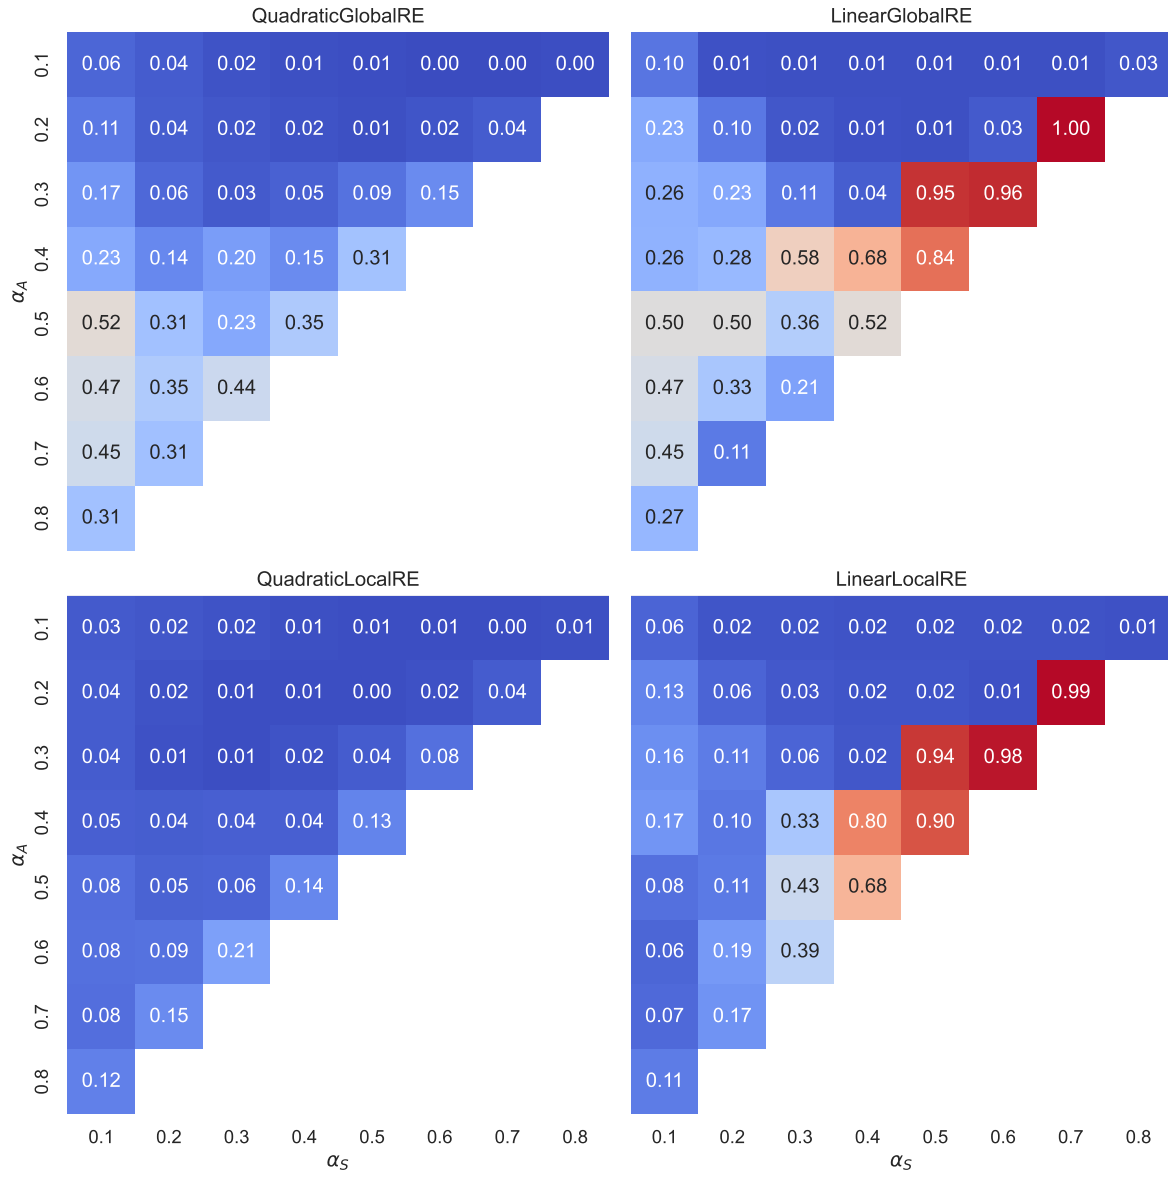 QuadraticGlobalRE
0.1 0.06 0.04 0.02 0.01 0.01 0.00 0.00 0.00
0.2 0.11 0.04 0.02 0.02 0.01 0.02 0.04
0.3 0.17 0.06 0.03 0.05 0.09 0.15
0.4 0.23 0.14 0.20 0.15 0.31
α_A
0.5 0.52 0.31 0.23 0.35
0.6 0.47 0.35 0.44
0.7 0.45 0.31
0.8 0.31
LinearGlobalRE
0.10 0.01 0.01 0.01 0.01 0.01 0.01 0.03
0.23 0.10 0.02 0.01 0.01 0.03 1.00
0.26 0.23 0.11 0.04 0.95 0.96
0.26 0.28 0.58 0.68 0.84
0.50 0.50 0.36 0.52
0.47 0.33 0.21
0.45 0.11
0.27
QuadraticLocalRE
0.1 0.03 0.02 0.02 0.01 0.01 0.01 0.00 0.01
0.2 0.04 0.02 0.01 0.01 0.00 0.02 0.04
0.3 0.04 0.01 0.01 0.02 0.04 0.08
0.4 0.05 0.04 0.04 0.04 0.13
α_A
0.5 0.08 0.05 0.06 0.14
0.6 0.08 0.09 0.21
0.7 0.08 0.15
0.8 0.12
0.1 0.2 0.3 0.4 0.5 0.6 0.7 0.8
α_S
LinearLocalRE
0.06 0.02 0.02 0.02 0.02 0.02 0.02 0.01
0.13 0.06 0.03 0.02 0.02 0.01 0.99
0.16 0.11 0.06 0.02 0.94 0.98
0.17 0.10 0.33 0.80 0.90
0.08 0.11 0.43 0.68
0.06 0.19 0.39
0.07 0.17
0.11
0.1 0.2 0.3 0.4 0.5 0.6 0.7 0.8
α_S